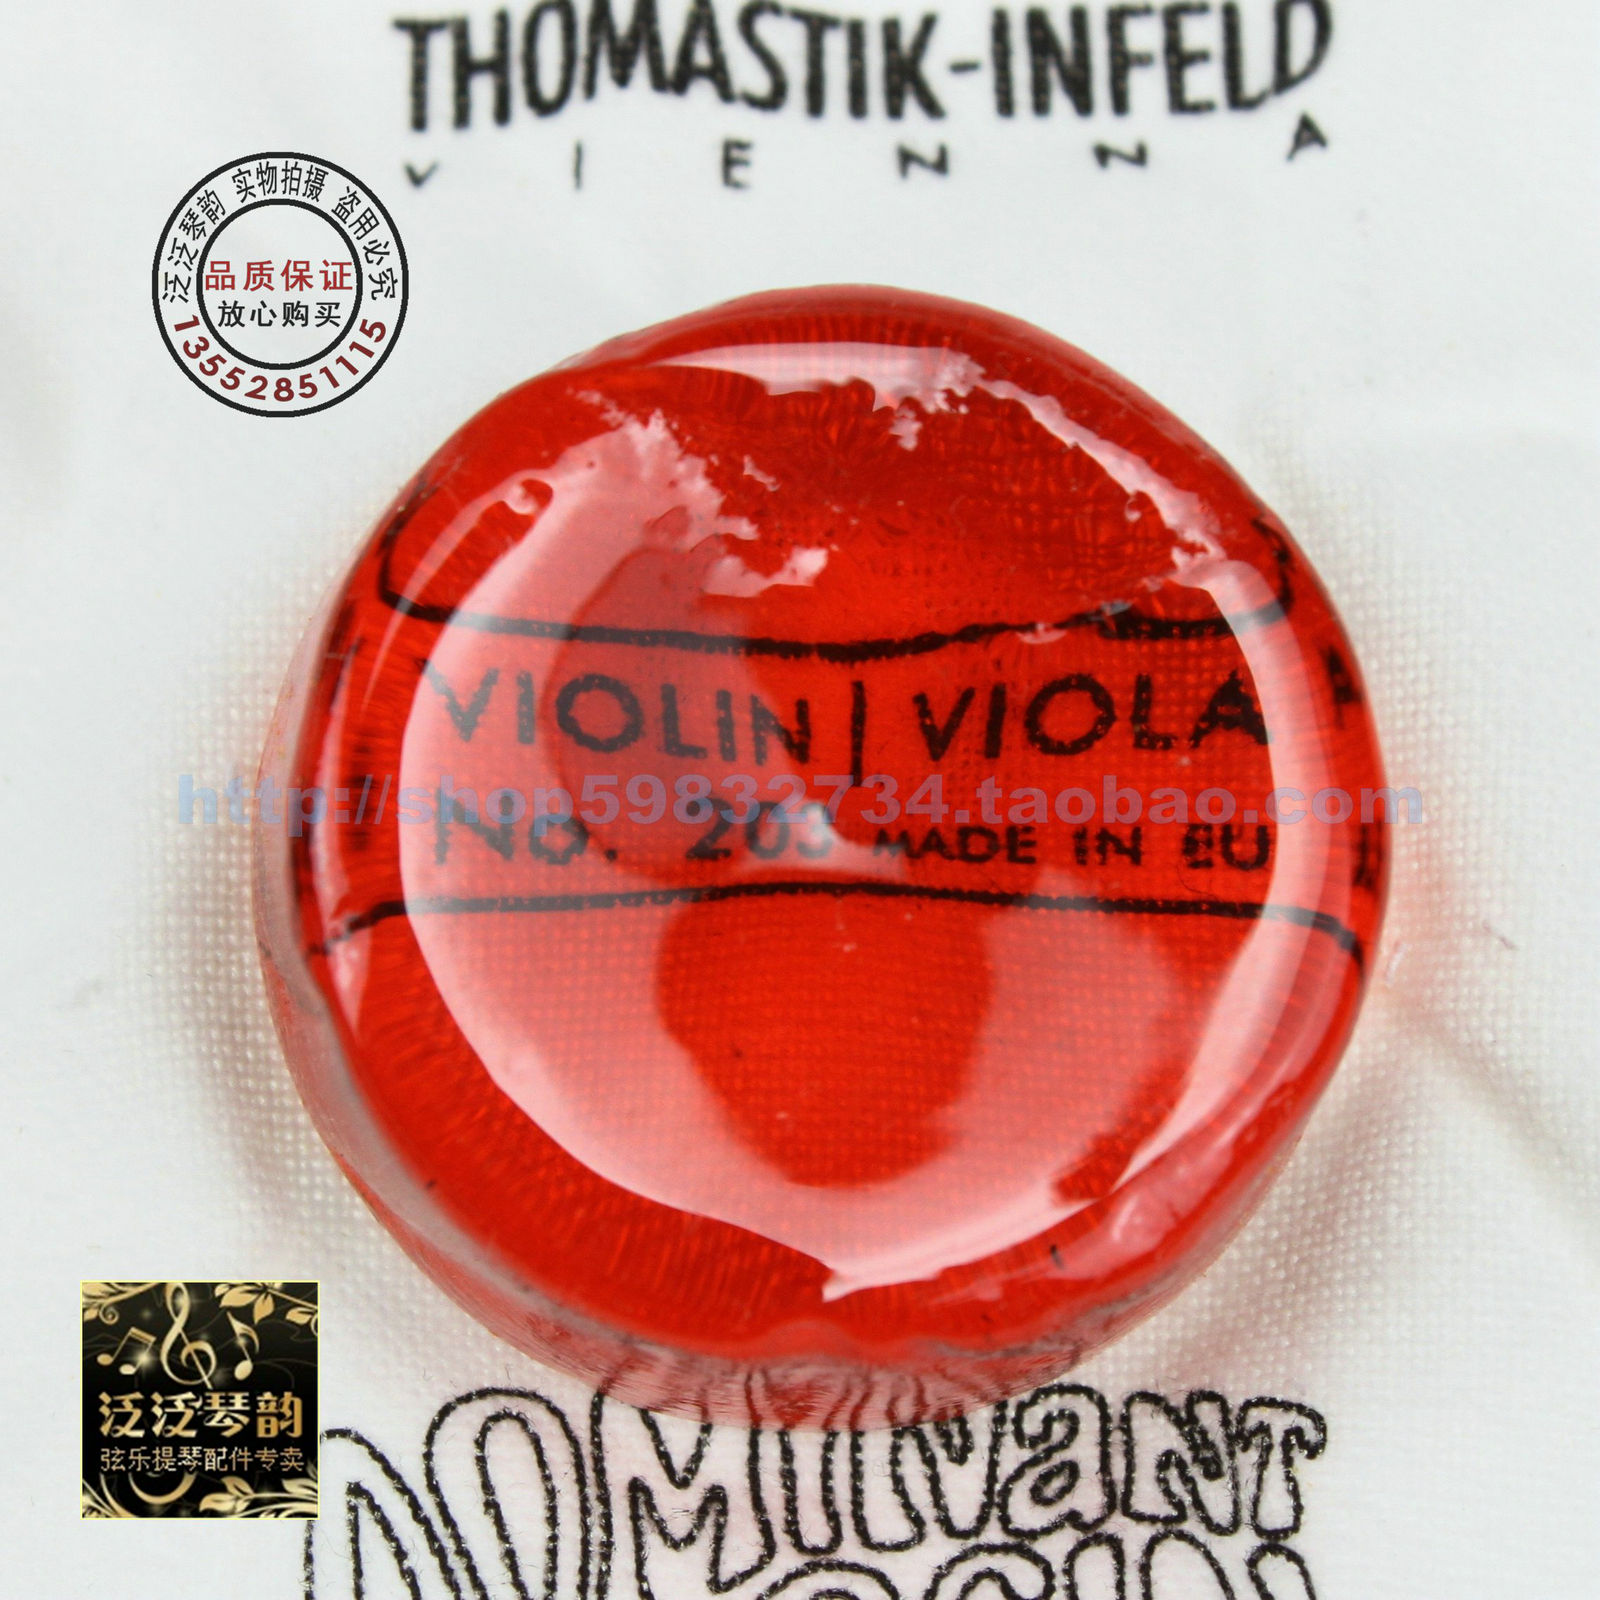 THOMASTIK-INFELD
VIENNA
泛泛琴韵 实物拍摄 盗用必究
品质保证
放心购买
13552851115
VIOLIN | VIOLA
No. 203 MADE IN EU
http://shop59832734.taobao.com
泛泛琴韵
弦乐提琴配件专卖
DOMINANT